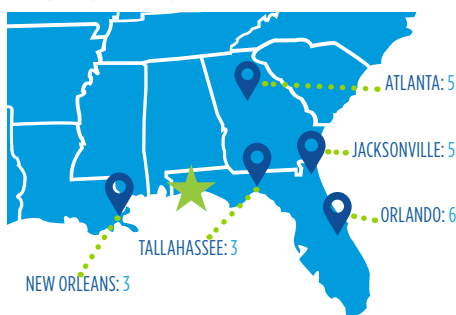 ATLANTA: 5
JACKSONVILLE: 5
ORLANDO: 6
TALLAHASSEE: 3
NEW ORLEANS: 3